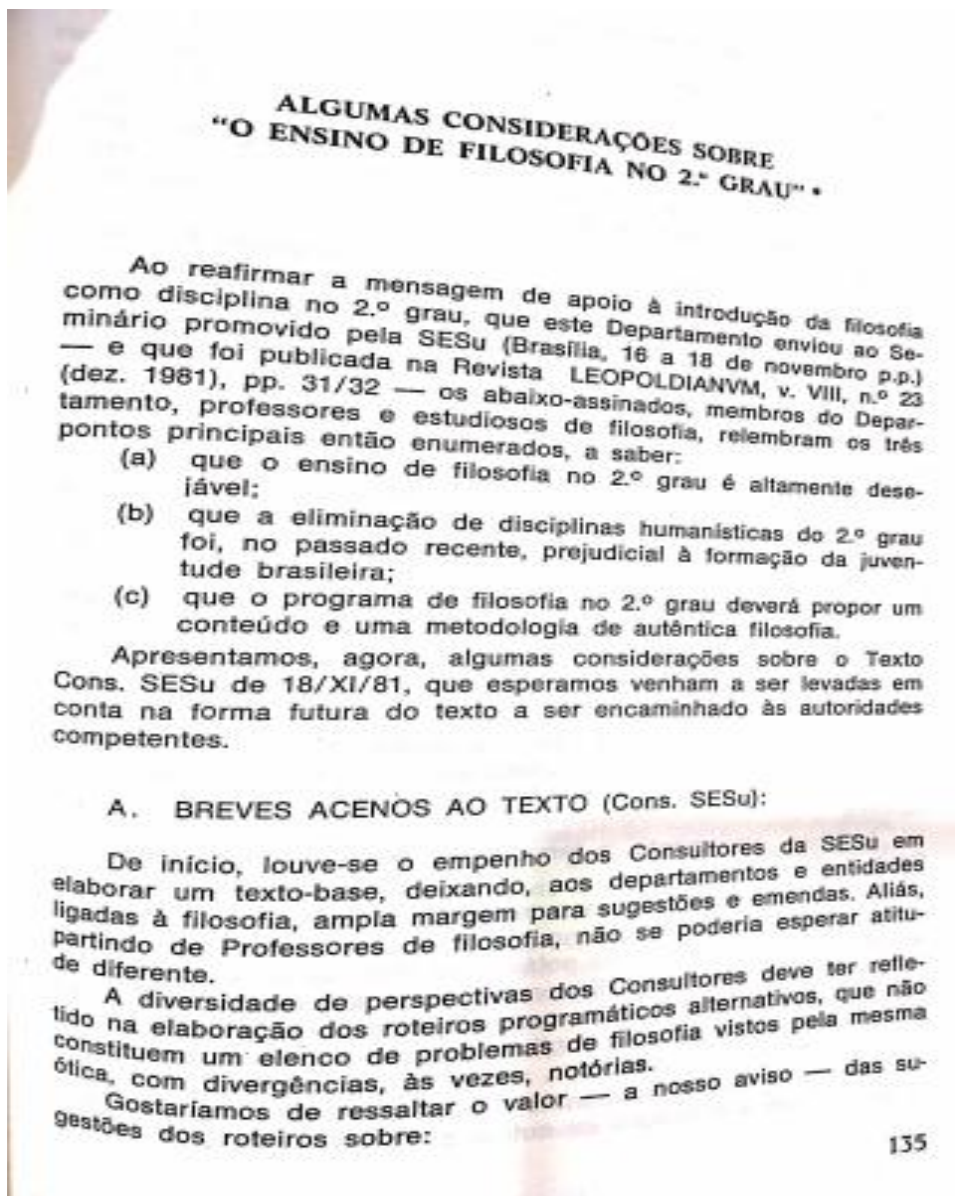 ALGUMAS CONSIDERAÇÕES SOBRE
“O ENSINO DE FILOSOFIA NO 2.º GRAU” *
Ao reafirmar a mensagem de apoio à introdução da filosofia
como disciplina no 2.º grau, que este Departamento enviou ao Se-
minário promovido pela SESu (Brasília, 16 a 18 de novembro p.p.)
— e que foi publicada na Revista LEOPOLDIANVM, v. VIII, n.º 23
(dez. 1981), pp. 31/32 — os abaixo-assinados, membros do Depar-
tamento, professores e estudiosos de filosofia, relembram os três
pontos principais então enumerados, a saber:
(a) que o ensino de filosofia no 2.º grau é altamente dese-
jável;
(b) que a eliminação de disciplinas humanísticas do 2.º grau
foi, no passado recente, prejudicial à formação da juven-
tude brasileira;
(c) que o programa de filosofia no 2.º grau deverá propor um
conteúdo e uma metodologia de autêntica filosofia.
Apresentamos, agora, algumas considerações sobre o Texto
Cons. SESu de 18/XI/81, que esperamos venham a ser levadas em
conta na forma futura do texto a ser encaminhado às autoridades
competentes.
A. BREVES ACENOS AO TEXTO (Cons. SESu):
De início, louve-se o empenho dos Consultores da SESu em
elaborar um texto-base, deixando, aos departamentos e entidades
ligadas à filosofia, ampla margem para sugestões e emendas. Aliás,
partindo de Professores de filosofia, não se poderia esperar atitu-
de diferente.
A diversidade de perspectivas dos Consultores deve ter refle-
tido na elaboração dos roteiros programáticos alternativos, que não
constituem um elenco de problemas de filosofia vistos pela mesma
ótica, com divergências, às vezes, notórias.
Gostaríamos de ressaltar o valor — a nosso aviso — das su-
gestões dos roteiros sobre:
135